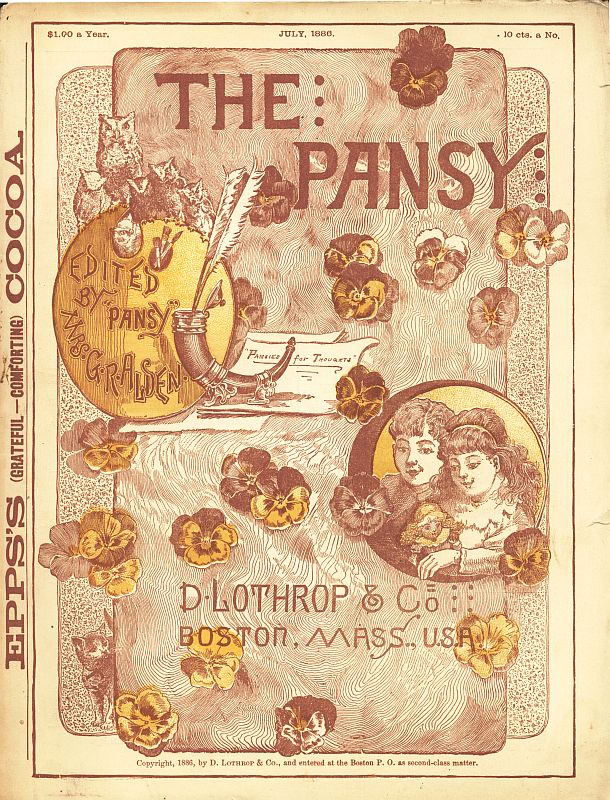 $1.00 a Year.
JULY, 1886.
10 cts. a No.
THE
PANSY
EDITED
BY "PANSY"
MRS. G. R. ALDEN.
"PANSIES for THOUGHTS"
D. LOTHROP & Co
BOSTON, MASS., U.S.A
Copyright, 1886, by D. LOTHROP & Co., and entered at the Boston P. O. as second-class matter.
EPPS'S (GRATEFUL—COMFORTING) COCOA.